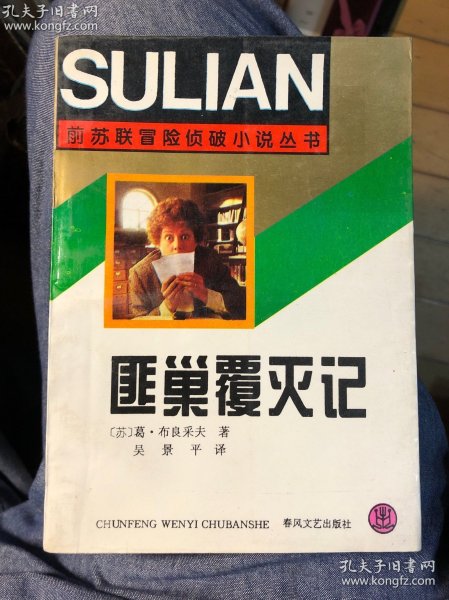 孔夫子旧书网
www.kongfz.com
SULIAN
前苏联冒险侦破小说丛书
匪巢覆灭记
〔苏〕葛·布良采夫 著
吴景平译
CHUNFENG WENYI CHUBANSHE 春风文艺出版社
孔夫子旧书网
www.kongfz.com